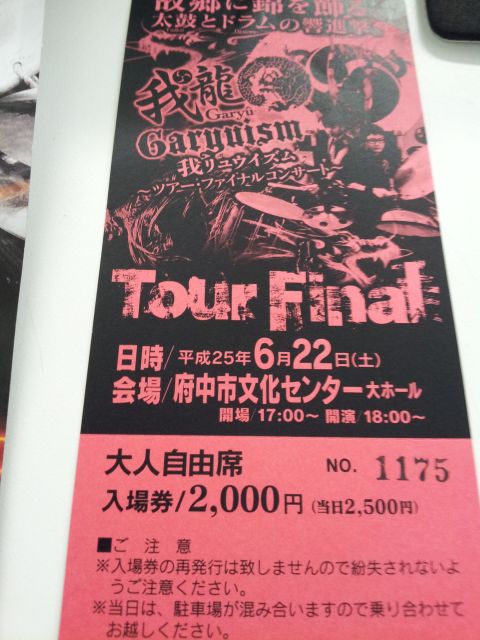 故郷に錦を飾る
太鼓とドラムの響進撃
我龍
Garyû
Garyuism
我リュウイズム
～ツアー・ファイナルコンサート～
Tour Final
日時/平成25年6月22日(土)
会場/府中市文化センター大ホール
開場/17:00～ 開演/18:00～
大人自由席 NO. 1175
入場券/2,000円(当日2,500円)
■ご注意
※入場券の再発行は致しませんので紛失されないよ
うご注意ください。
※当日は、駐車場が混み合いますので乗り合わせて
お越しください。